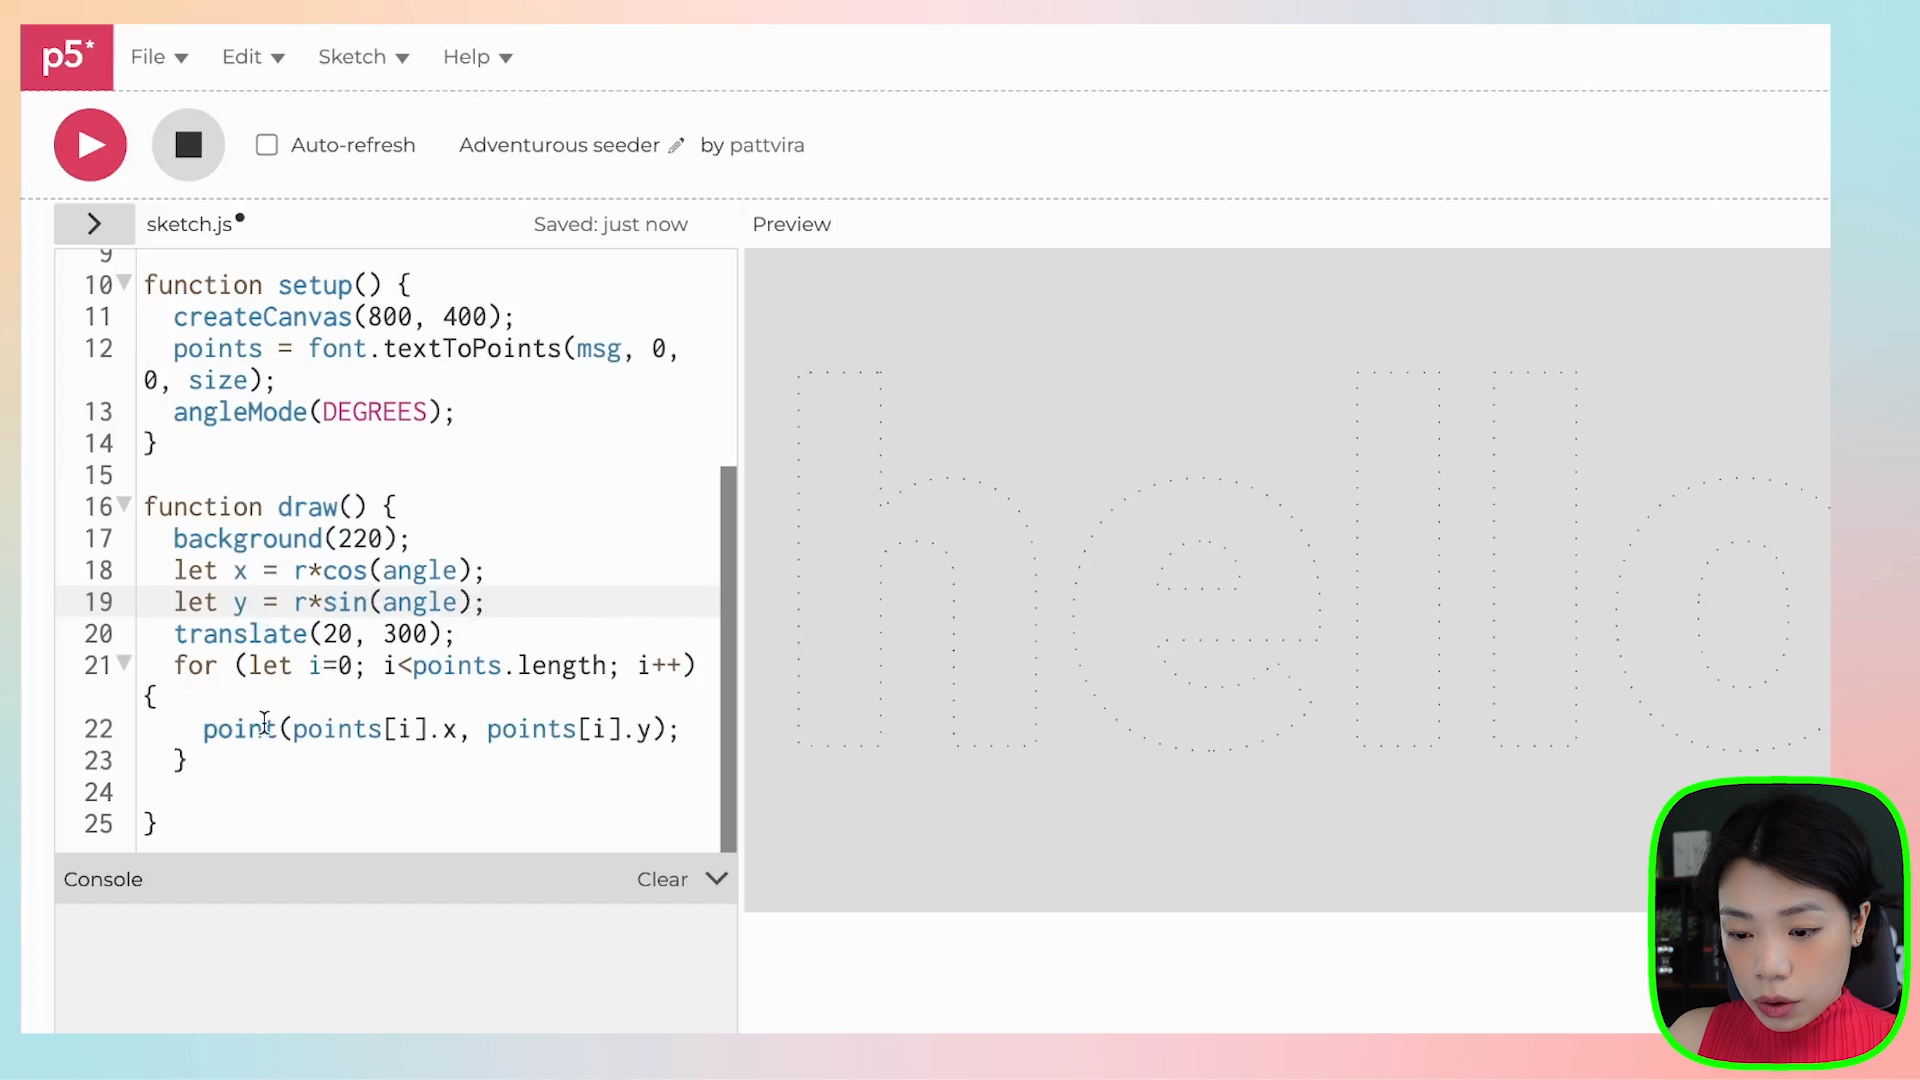 p5*
File Edit Sketch Help
Auto-refresh Adventurous seeder by pattvira
sketch.js Saved: just now Preview
9
10 function setup() {
11 createCanvas(800, 400);
12 points = font.textToPoints(msg, 0,
0, size);
13 angleMode(DEGREES);
14 }
15
16 function draw() {
17 background(220);
18 let x = r*cos(angle);
19 let y = r*sin(angle);
20 translate(20, 300);
21 for (let i=0; i<points.length; i++)
{
22 point(points[i].x, points[i].y);
23 }
24
25 }
hello
Console Clear